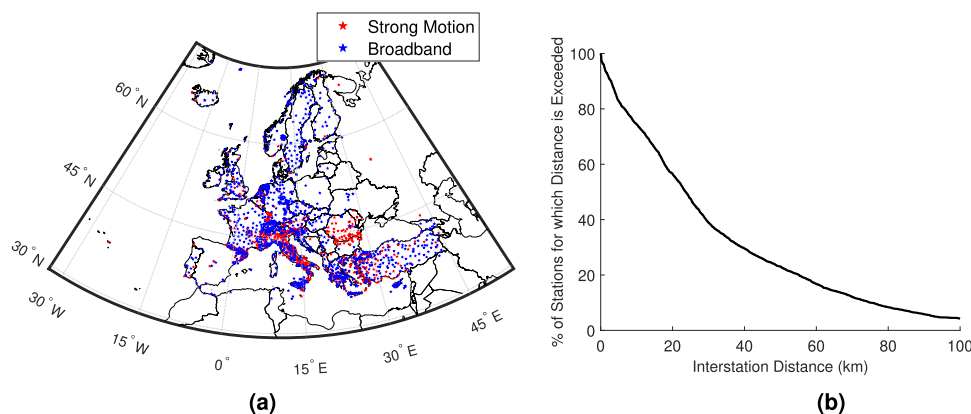 Strong Motion
Broadband
60°N
45°N
30°N
30°W
15°W
0°
15°E
30°E
45°E
(a)
% of Stations for which Distance is Exceeded
100
80
60
40
20
0
0 20 40 60 80 100
Interstation Distance (km)
(b)